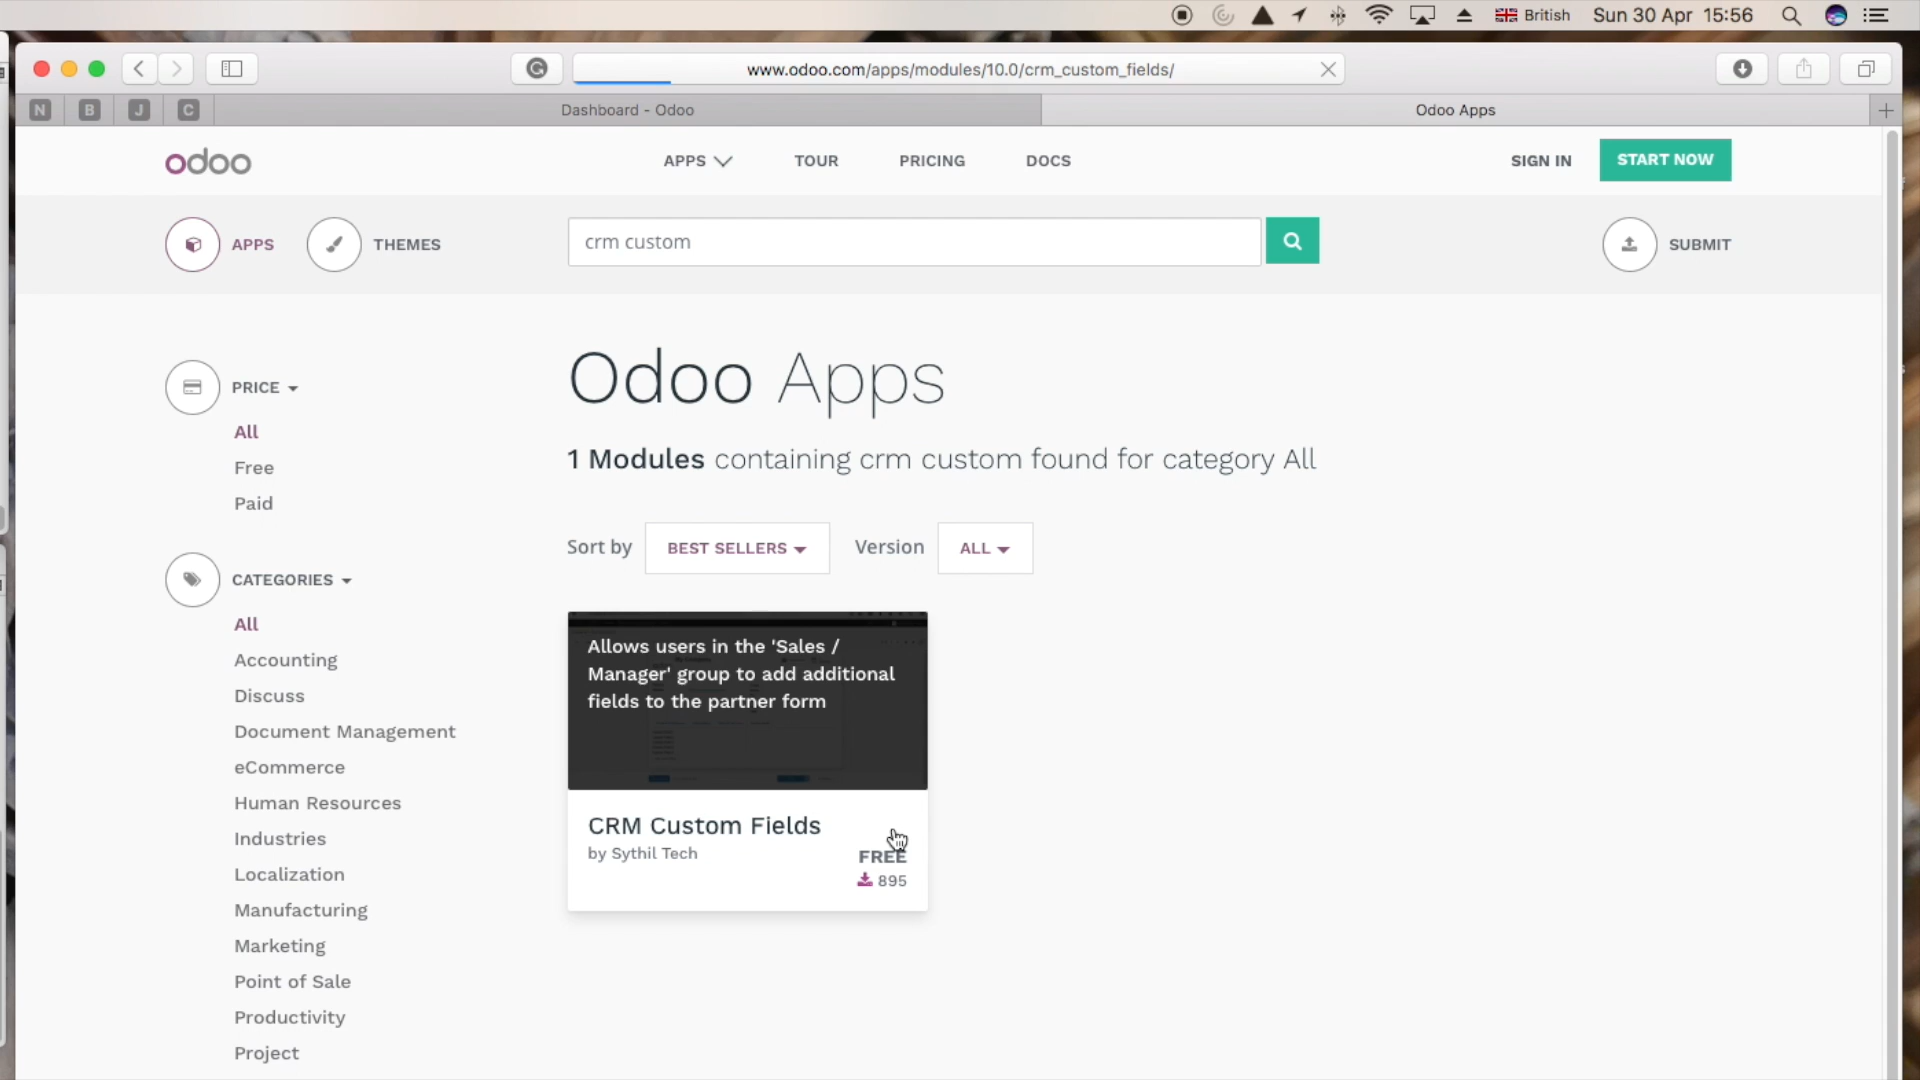 British Sun 30 Apr 15:56
www.odoo.com/apps/modules/10.0/crm_custom_fields/
N B J C Dashboard - Odoo Odoo Apps
odoo APPS TOUR PRICING DOCS SIGN IN START NOW
APPS THEMES crm custom SUBMIT
Odoo Apps
PRICE
All
Free
Paid
1 Modules containing crm custom found for category All
Sort by BEST SELLERS Version ALL
CATEGORIES
All
Accounting
Discuss
Document Management
eCommerce
Human Resources
Industries
Localization
Manufacturing
Marketing
Point of Sale
Productivity
Project
Allows users in the 'Sales /
Manager' group to add additional
fields to the partner form
CRM Custom Fields
by Sythil Tech
FREE
895